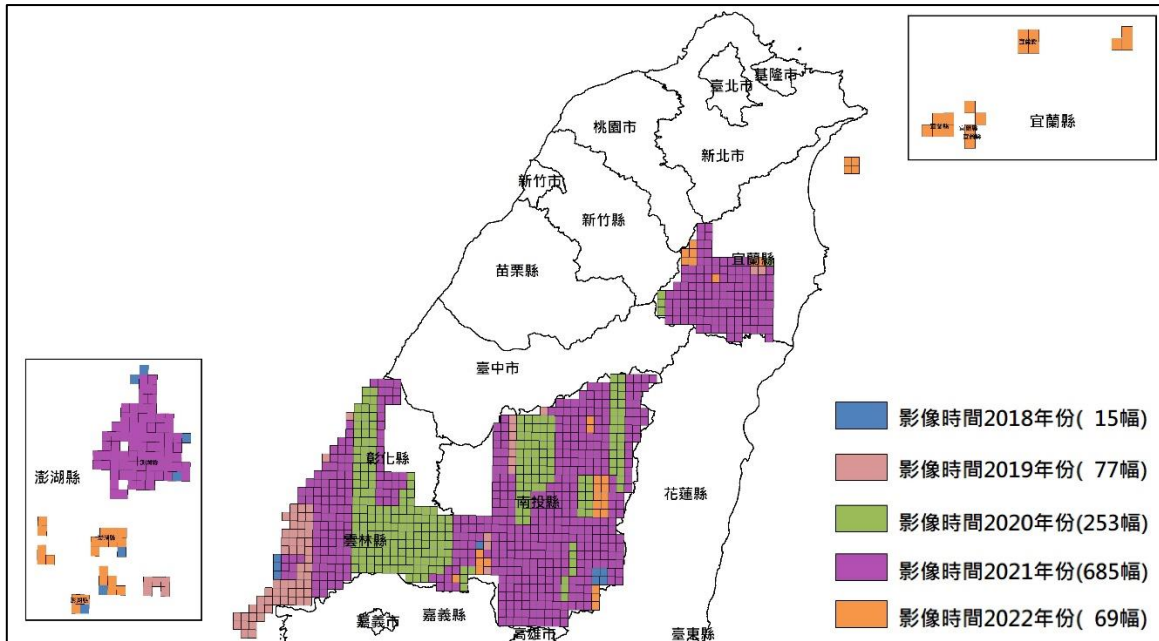 基隆市
臺北市
宜蘭縣
桃園市
新北市
宜蘭縣
新竹市
新竹縣
宜蘭縣
苗栗縣
臺中市
影像時間2018年份( 15幅)
澎湖縣
彰化縣
影像時間2019年份( 77幅)
南投縣
花蓮縣
影像時間2020年份(253幅)
雲林縣
影像時間2021年份(685幅)
嘉義市
嘉義縣
高雄市
臺東縣
影像時間2022年份( 69幅)